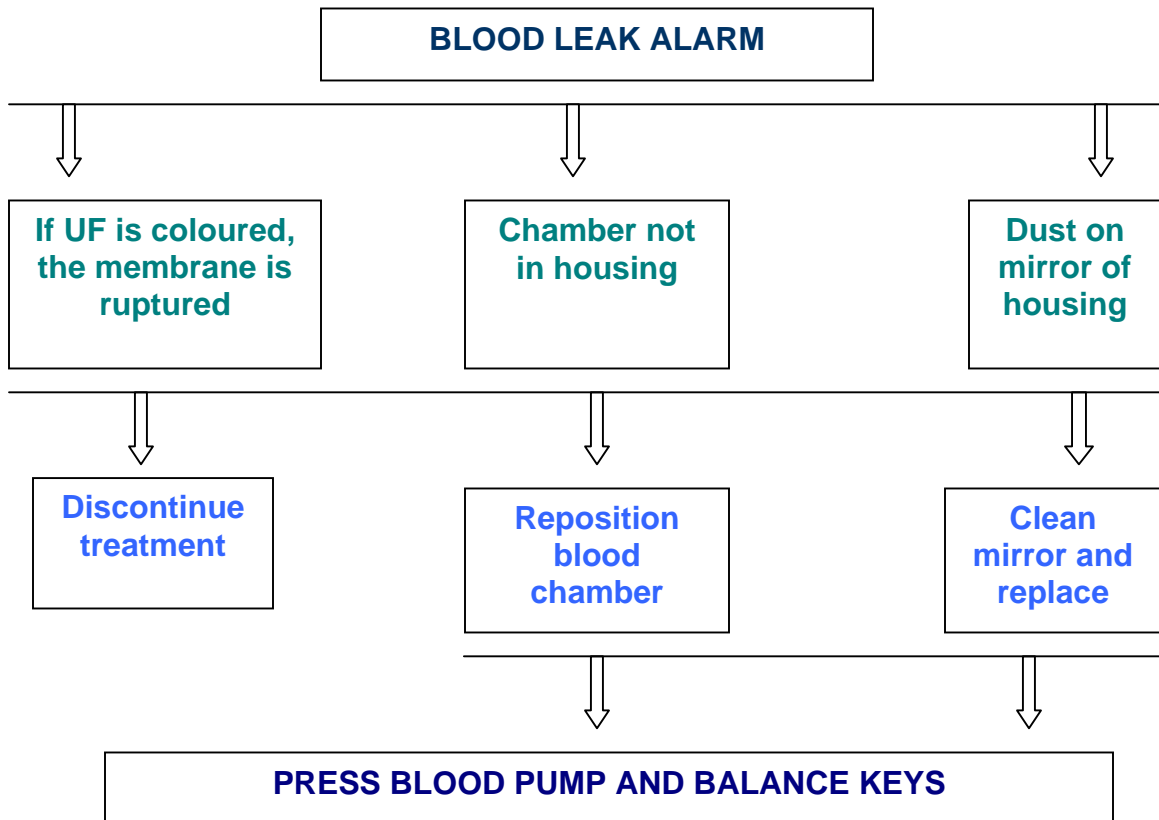 BLOOD LEAK ALARM
If UF is coloured,
the membrane is
ruptured
Chamber not
in housing
Dust on
mirror of
housing
Discontinue
treatment
Reposition
blood
chamber
Clean
mirror and
replace
PRESS BLOOD PUMP AND BALANCE KEYS